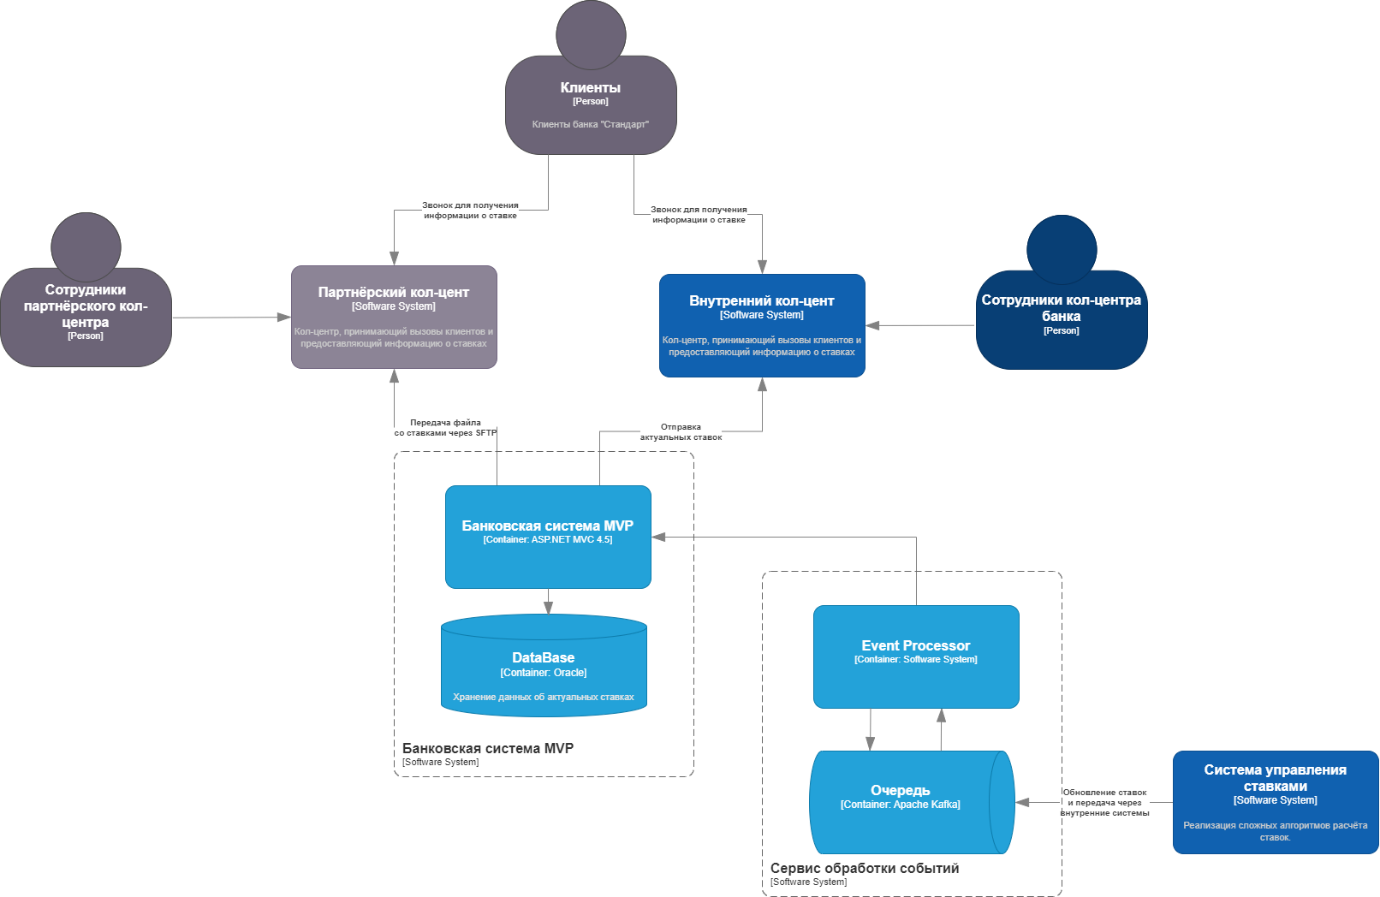 Клиенты
[Person]
Клиенты банка "Стандарт"
Звонок для получения
информации о ставке
Звонок для получения
информации о ставке
Сотрудники
партнёрского кол-
центра
[Person]
Партнёрский кол-цент
[Software System]
Кол-центр, принимающий вызовы клиентов и
предоставляющий информацию о ставках
Внутренний кол-цент
[Software System]
Кол-центр, принимающий вызовы клиентов и
предоставляющий информацию о ставках
Сотрудники кол-центра
банка
[Person]
Передача файла
со ставками через SFTP
Отправка
актуальных ставок
Банковская система MVP
[Container: ASP.NET MVC 4.5]
DataBase
[Container: Oracle]
Хранение данных об актуальных ставках
Банковская система MVP
[Software System]
Event Processor
[Container: Software System]
Очередь
[Container: Apache Kafka]
Обновление ставок
и передача через
внутренние системы
Система управления
ставками
[Software System]
Реализация сложных алгоритмов расчёта
ставок.
Сервис обработки событий
[Software System]